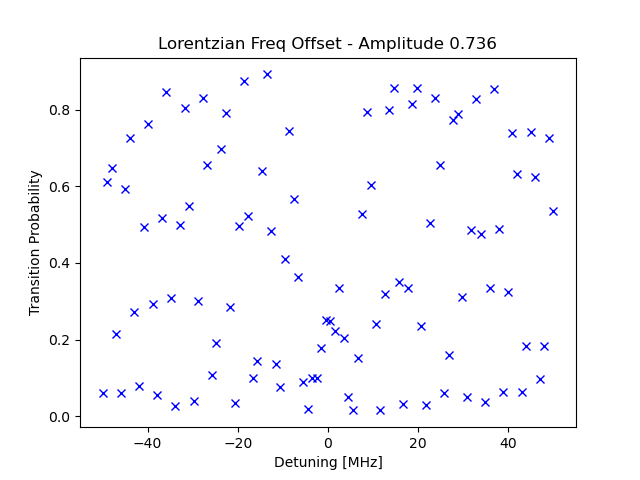 Lorentzian Freq Offset - Amplitude 0.736
Transition Probability
0.8
0.6
0.4
0.2
0.0
−40 −20 0 20 40
Detuning [MHz]